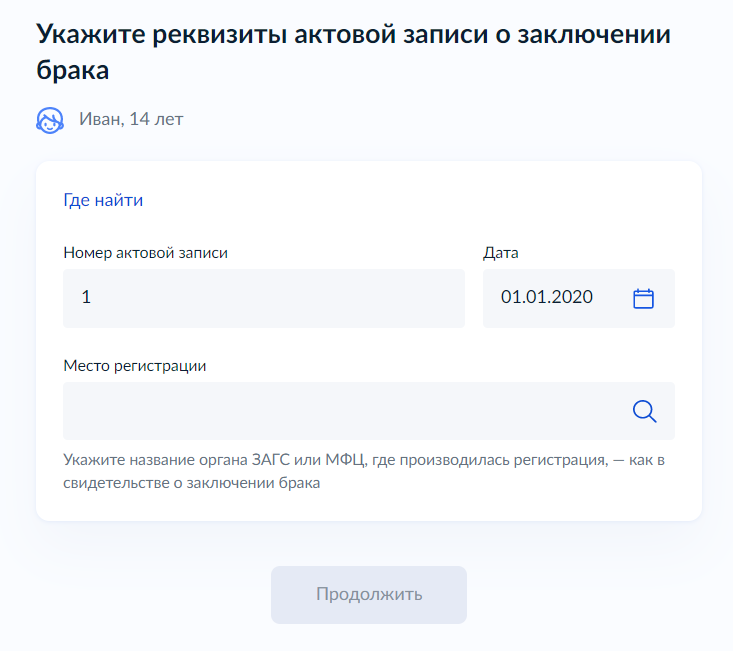 Укажите реквизиты актовой записи о заключении
брака
Иван, 14 лет
Где найти
Номер актовой записи
Дата
1
01.01.2020
Место регистрации
Укажите название органа ЗАГС или МФЦ, где производилась регистрация, — как в
свидетельстве о заключении брака
Продолжить